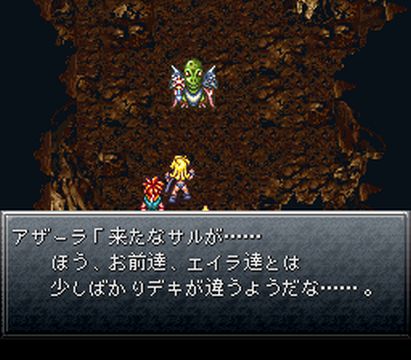 アザーラ「来たなサルが……
ほう、お前達、エイラ達とは
少しばかりデキが違うようだな……。